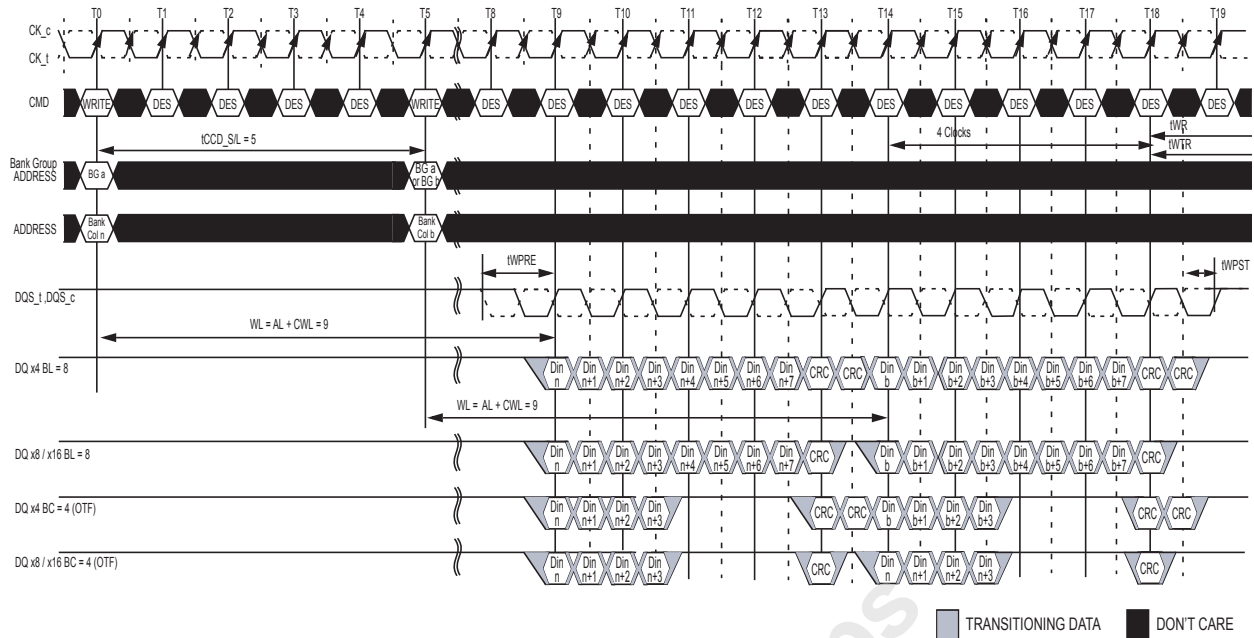 T0 T1 T2 T3 T4 T5 T8 T9 T10 T11 T12 T13 T14 T15 T16 T17 T18 T19
CK_c
CK_t
CMD WRITE DES DES DES DES WRITE DES DES DES DES DES DES DES DES DES DES DES DES
tCCD_S/L = 5 4 Clocks tWR
tWTR
Bank Group ADDRESS BG a BG a or BG b
ADDRESS Bank Col n Bank Col b
tWPRE tWPST
DQS_t ,DQS_c
WL = AL + CWL = 9
DQ x4 BL = 8 Din n Din n+1 Din n+2 Din n+3 Din n+4 Din n+5 Din n+6 Din n+7 CRC CRC Din b Din b+1 Din b+2 Din b+3 Din b+4 Din b+5 Din b+6 Din b+7 CRC CRC
WL = AL + CWL = 9
DQ x8 / x16 BL = 8 Din n Din n+1 Din n+2 Din n+3 Din n+4 Din n+5 Din n+6 Din n+7 CRC Din b Din b+1 Din b+2 Din b+3 Din b+4 Din b+5 Din b+6 Din b+7 CRC
DQ x4 BC = 4 (OTF) Din n Din n+1 Din n+2 Din n+3 CRC CRC Din b Din b+1 Din b+2 Din b+3 CRC CRC
DQ x8 / x16 BC = 4 (OTF) Din n Din n+1 Din n+2 Din n+3 CRC Din n Din n+1 Din n+2 Din n+3 CRC
TRANSITIONING DATA DON'T CARE